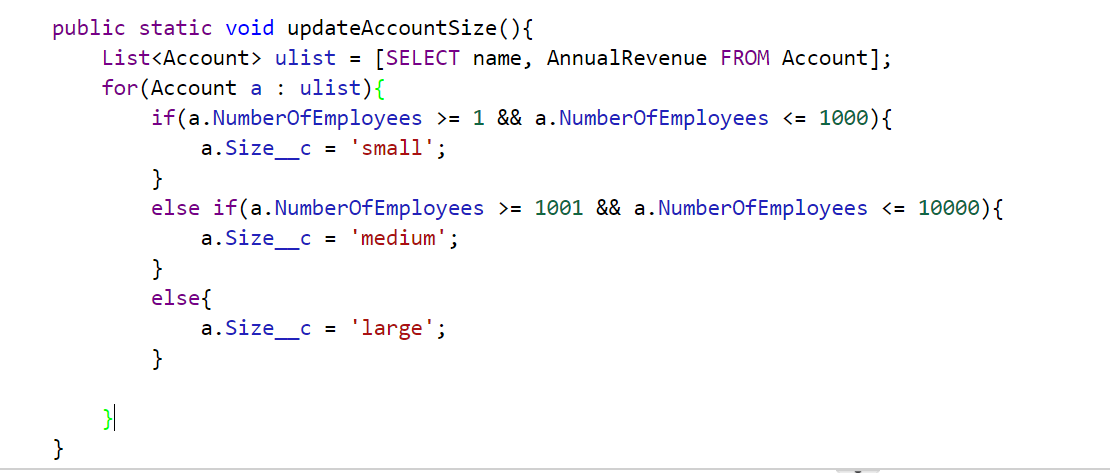 public static void updateAccountSize(){
List<Account> ulist = [SELECT name, AnnualRevenue FROM Account];
for(Account a : ulist){
if(a.NumberOfEmployees >= 1 && a.NumberOfEmployees <= 1000){
a.Size__c = 'small';
}
else if(a.NumberOfEmployees >= 1001 && a.NumberOfEmployees <= 10000){
a.Size__c = 'medium';
}
else{
a.Size__c = 'large';
}
}
}